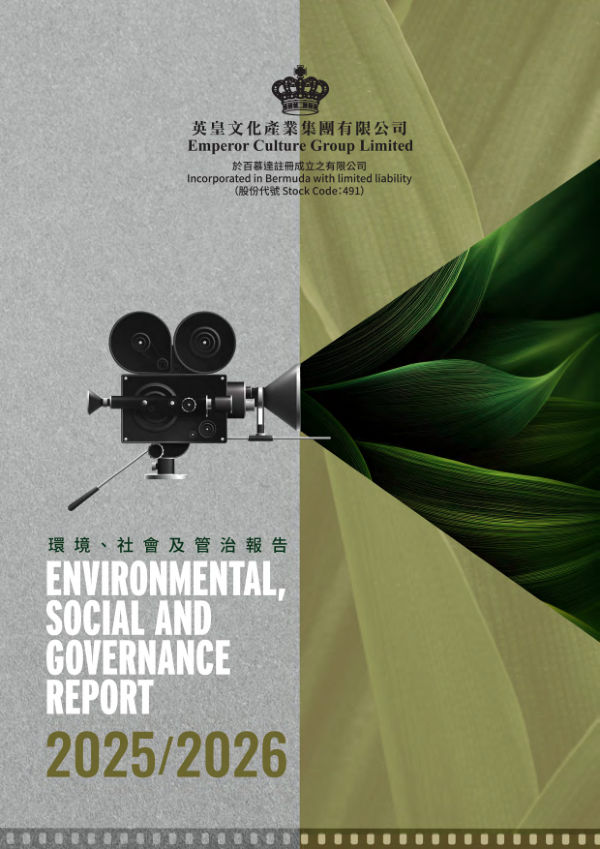 英皇文化產業集團有限公司
Emperor Culture Group Limited
於百慕達註冊成立之有限公司
Incorporated in Bermuda with limited liability
(股份代號 Stock Code：491)
環境、社會及管治報告
ENVIRONMENTAL,
SOCIAL AND
GOVERNANCE
REPORT
2025/2026